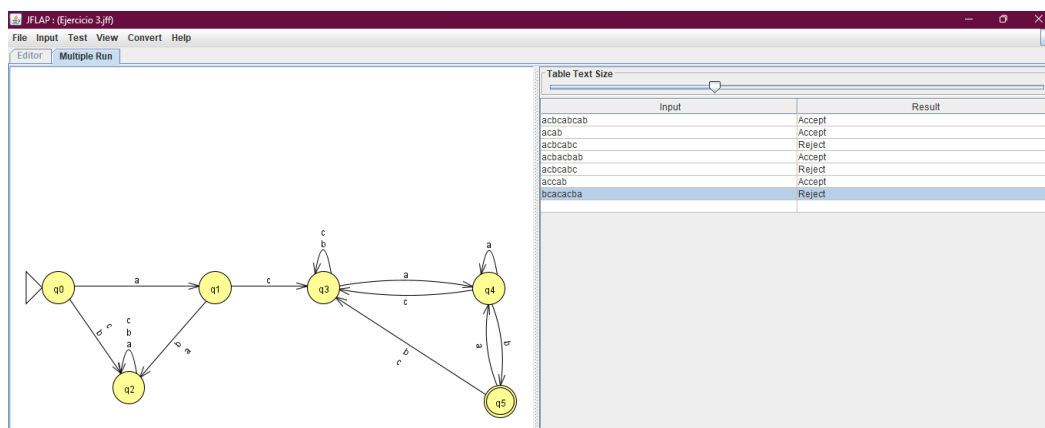 JFLAP : (Ejercicio 3.jff)
File Input Test View Convert Help
Editor Multiple Run
Table Text Size
Input Result
acbcabcab Accept
acab Accept
acbcabc Reject
acbacbab Accept
acbcabc Reject
accab Accept
bcacacba Reject
c
b
a
a
q0
a
q1
c
q3
c
q4
c
b
c
b
a
b
a
b
c
a
b
q2
q5